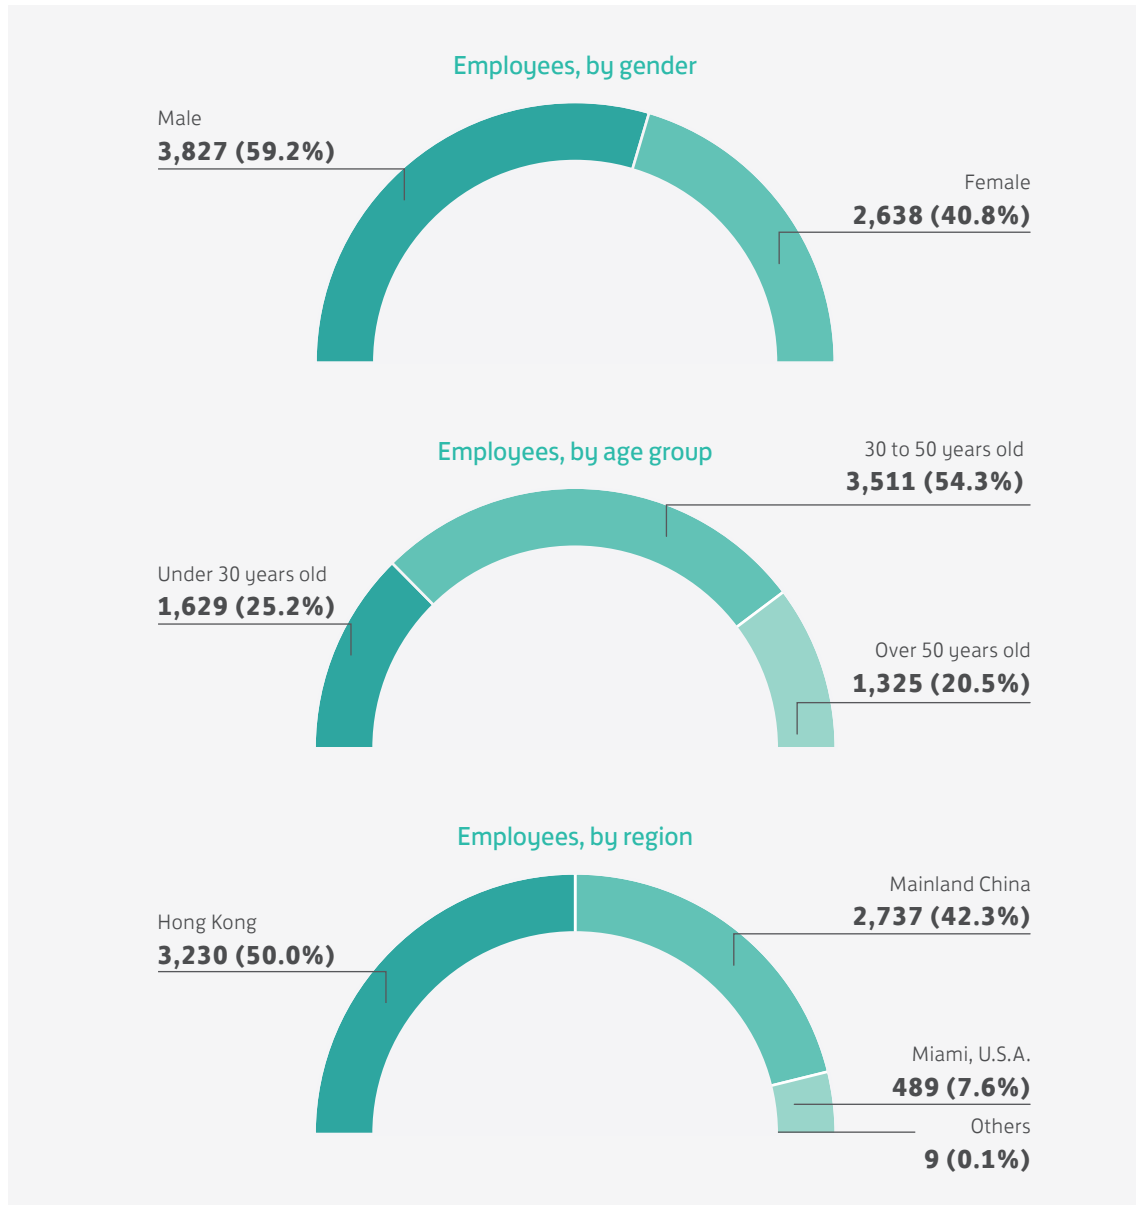 Employees, by gender
Male
3,827 (59.2%)
Female
2,638 (40.8%)
Employees, by age group
30 to 50 years old
3,511 (54.3%)
Under 30 years old
1,629 (25.2%)
Over 50 years old
1,325 (20.5%)
Employees, by region
Mainland China
2,737 (42.3%)
Hong Kong
3,230 (50.0%)
Miami, U.S.A.
489 (7.6%)
Others
9 (0.1%)